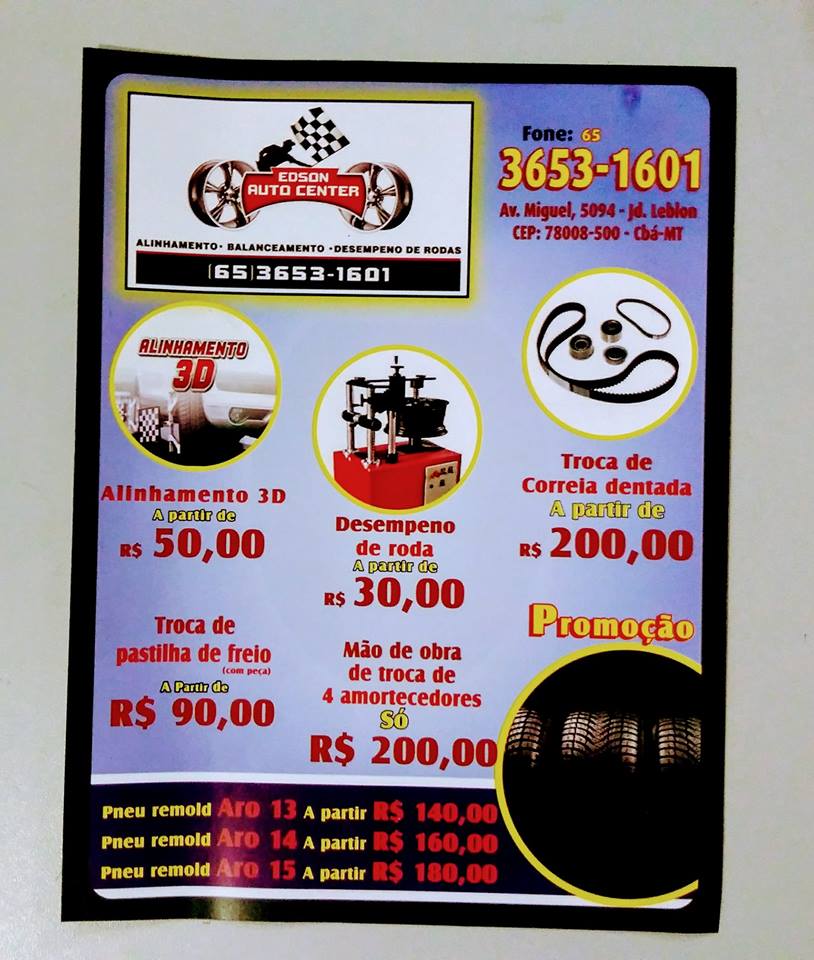 EDSON
AUTO CENTER
ALINHAMENTO • BALANCEAMENTO • DESEMPENO DE RODAS
(65)3653-1601
Fone: 65
3653-1601
Av. Miguel, 5094 - Jd. Leblon
CEP: 78008-500 - Cbá-MT
ALINHAMENTO
3D
Alinhamento 3D
A partir de
R$ 50,00
Desempeno
de roda
A partir de
R$ 30,00
Troca de
Correia dentada
A partir de
R$ 200,00
Troca de
pastilha de freio
(com peça)
A Partir de
R$ 90,00
Mão de obra
de troca de
4 amortecedores
Só
R$ 200,00
Promoção
Pneu remold Aro 13 A partir R$ 140,00
Pneu remold Aro 14 A partir R$ 160,00
Pneu remold Aro 15 A partir R$ 180,00